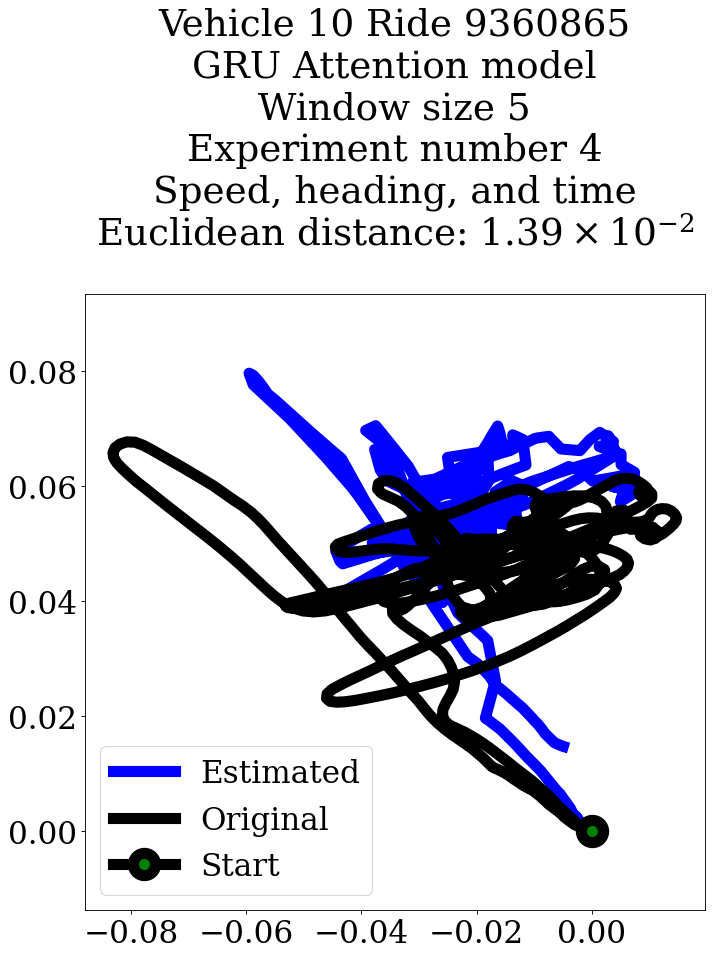 Vehicle 10 Ride 9360865
GRU Attention model
Window size 5
Experiment number 4
Speed, heading, and time
Euclidean distance: 1.39 × 10⁻²
0.08
0.06
0.04
0.02
0.00
Estimated
Original
Start
−0.08 −0.06 −0.04 −0.02 0.00